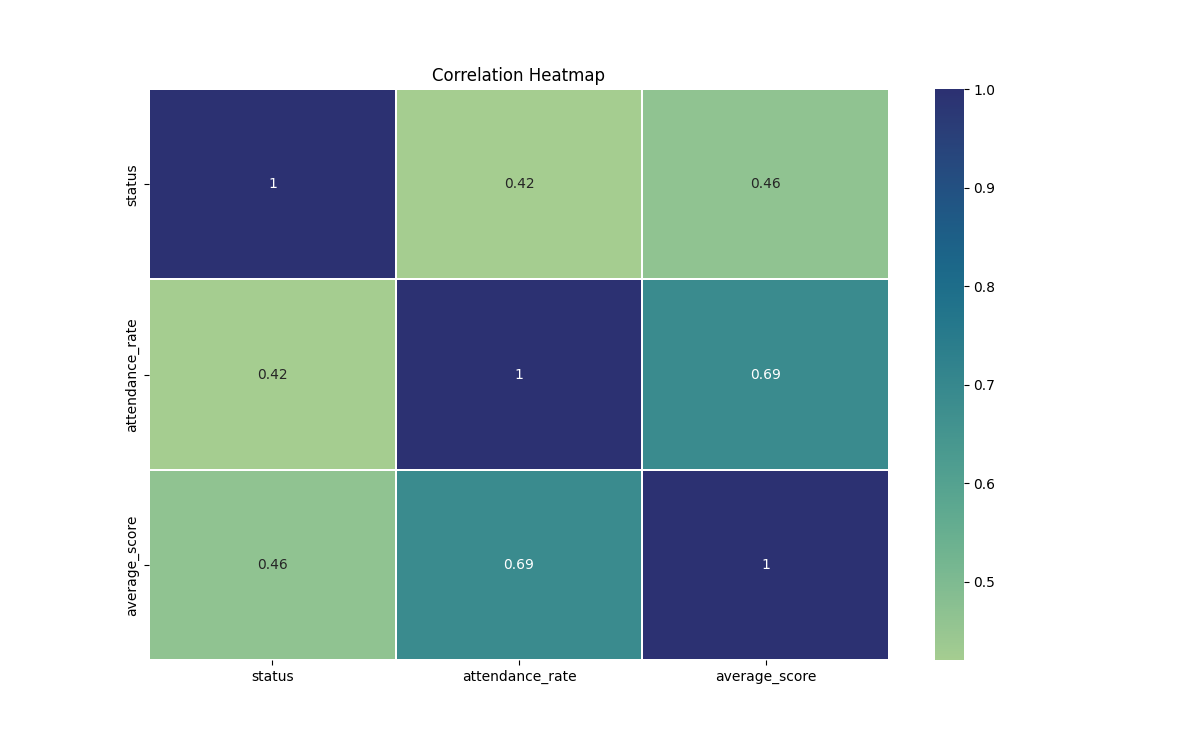 Correlation Heatmap
status
1
0.42
0.46
attendance_rate
0.42
1
0.69
average_score
0.46
0.69
1
status
attendance_rate
average_score
1.0
0.9
0.8
0.7
0.6
0.5